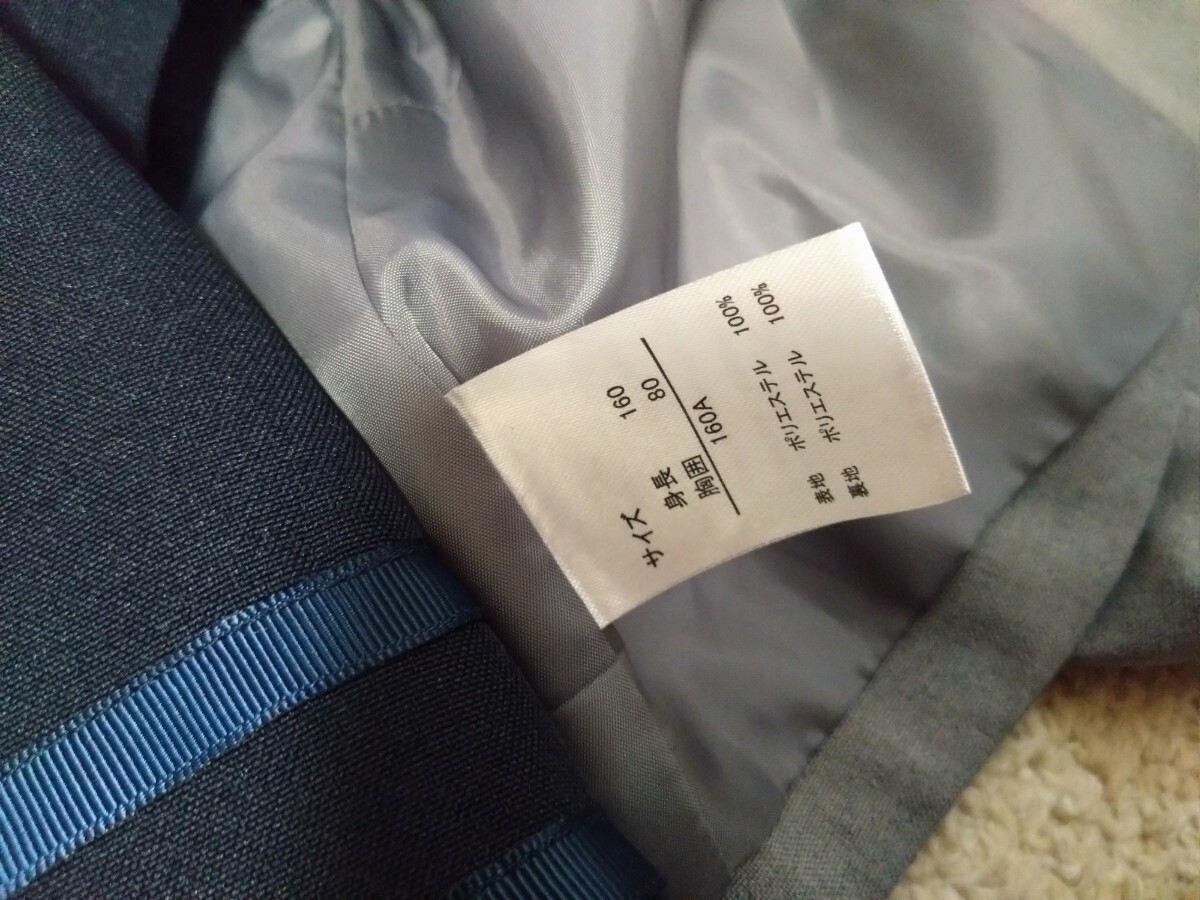 サイズ
身長 160
胸囲 80
160A
表地 ポリエステル 100%
裏地 ポリエステル 100%